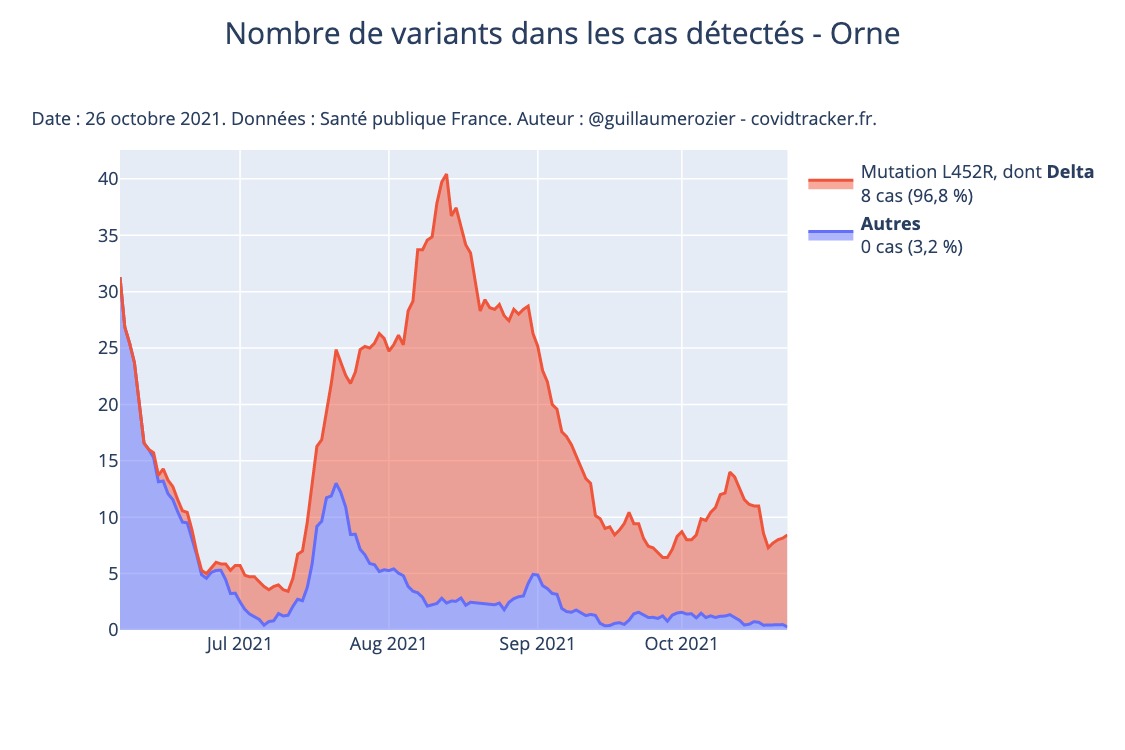 Nombre de variants dans les cas détectés - Orne
Date : 26 octobre 2021. Données : Santé publique France. Auteur : @guillaumerozier - covidtracker.fr.
Mutation L452R, dont Delta
8 cas (96,8 %)
Autres
0 cas (3,2 %)
40
35
30
25
20
15
10
5
0
Jul 2021
Aug 2021
Sep 2021
Oct 2021